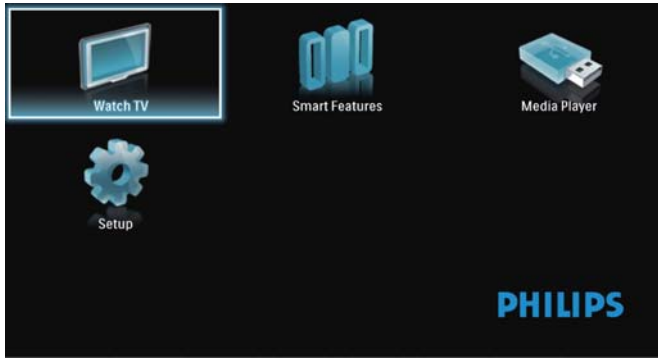 Watch TV
Smart Features
Media Player
Setup
PHILIPS